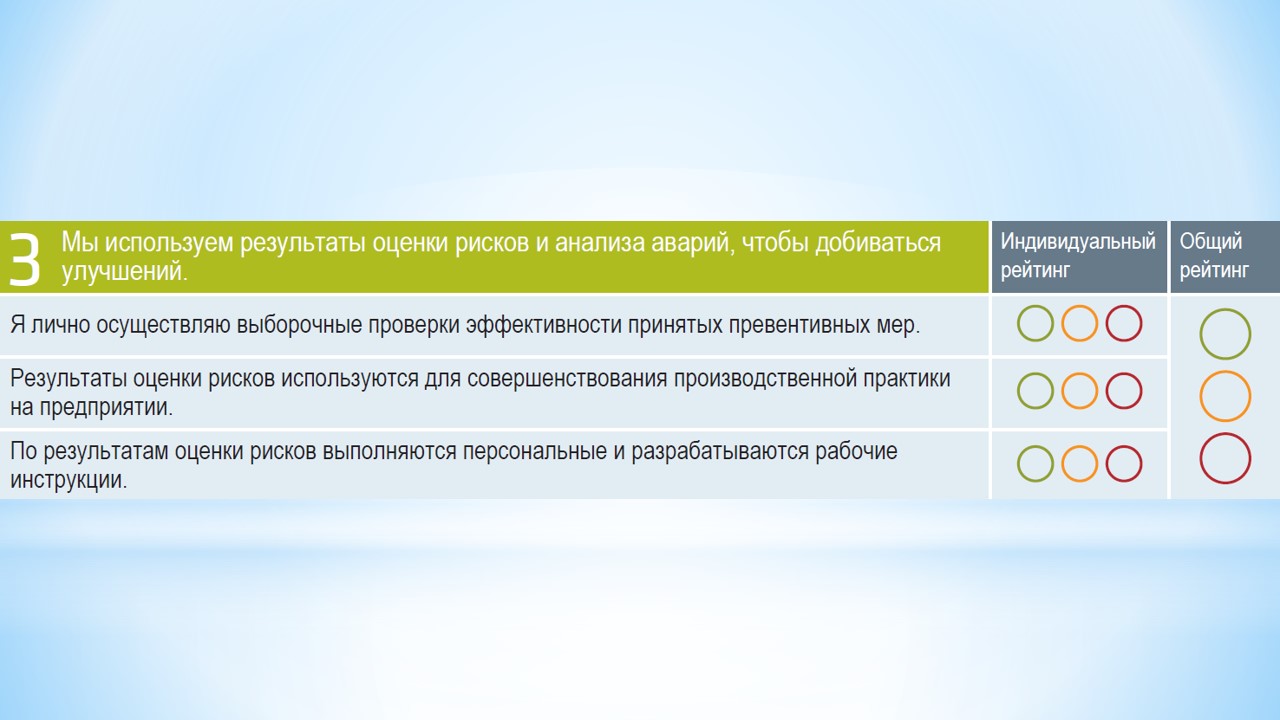 3
Мы используем результаты оценки рисков и анализа аварий, чтобы добиваться
улучшений.
Индивидуальный
рейтинг
Общий
рейтинг
Я лично осуществляю выборочные проверки эффективности принятых превентивных мер.
Результаты оценки рисков используются для совершенствования производственной практики
на предприятии.
По результатам оценки рисков выполняются персональные и разрабатываются рабочие
инструкции.